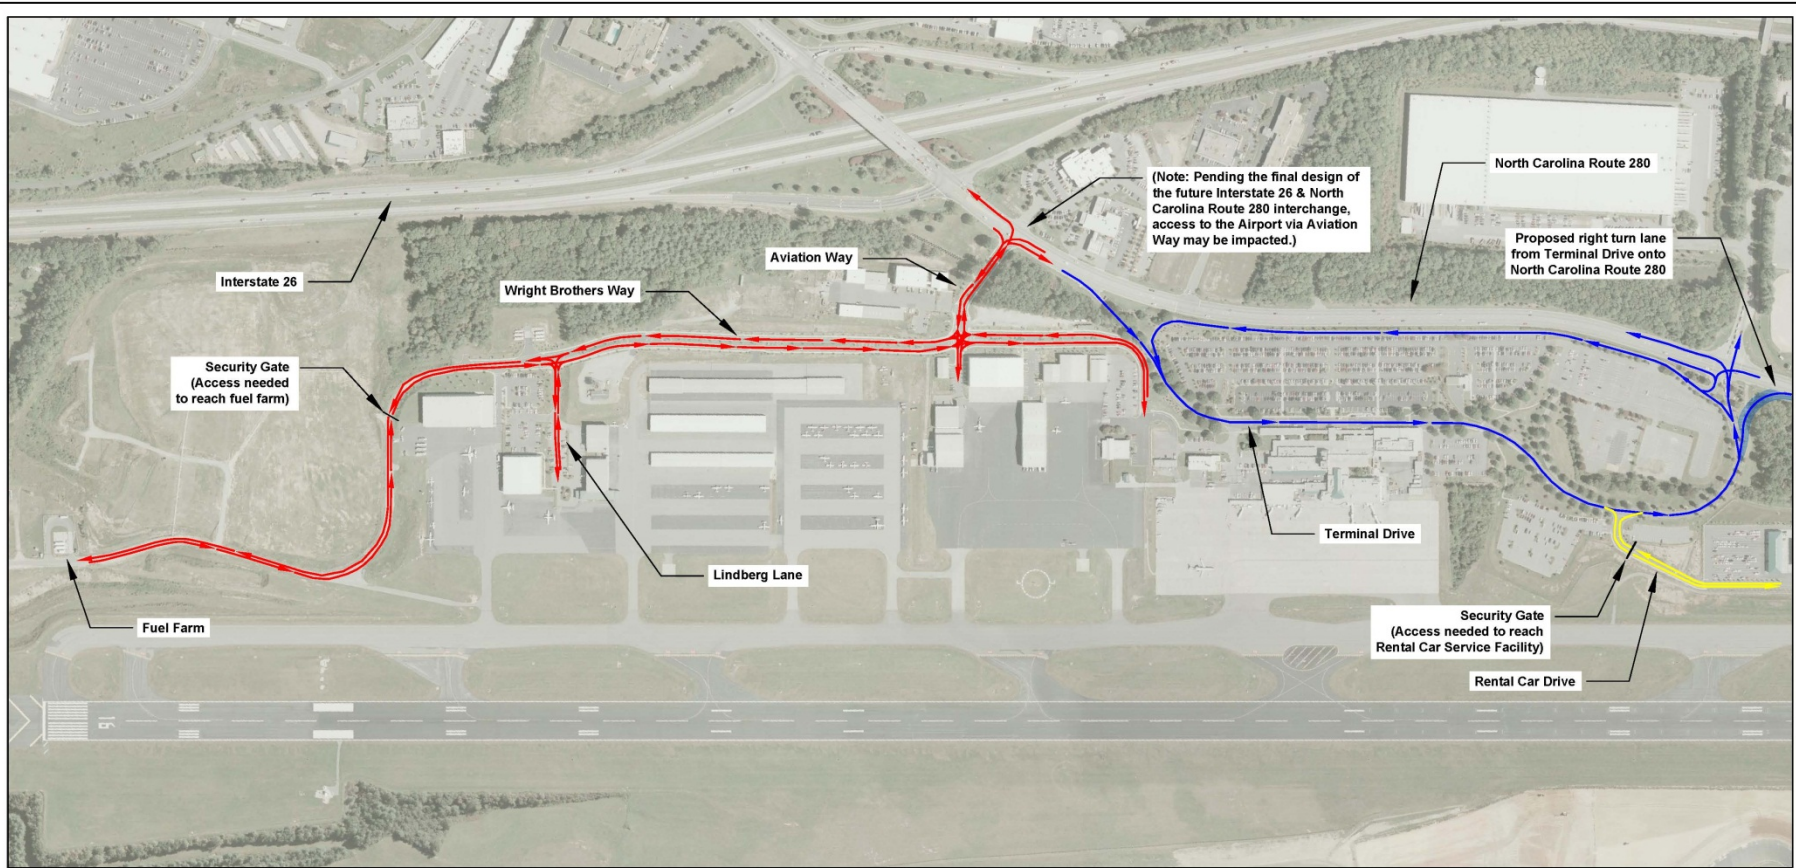 North Carolina Route 280
(Note: Pending the final design of
the future Interstate 26 & North
Carolina Route 280 interchange,
access to the Airport via Aviation
Way may be impacted.)
Proposed right turn lane
from Terminal Drive onto
North Carolina Route 280
Aviation Way
Interstate 26
Wright Brothers Way
Security Gate
(Access needed
to reach fuel farm)
Terminal Drive
Lindberg Lane
Fuel Farm
Security Gate
(Access needed to reach
Rental Car Service Facility)
Rental Car Drive
16